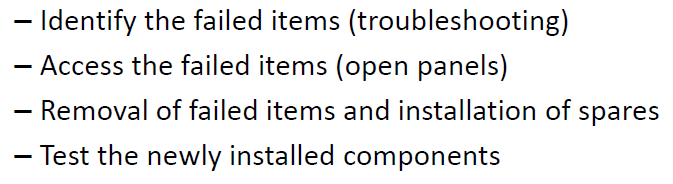 – Identify the failed items (troubleshooting)
– Access the failed items (open panels)
– Removal of failed items and installation of spares
– Test the newly installed components